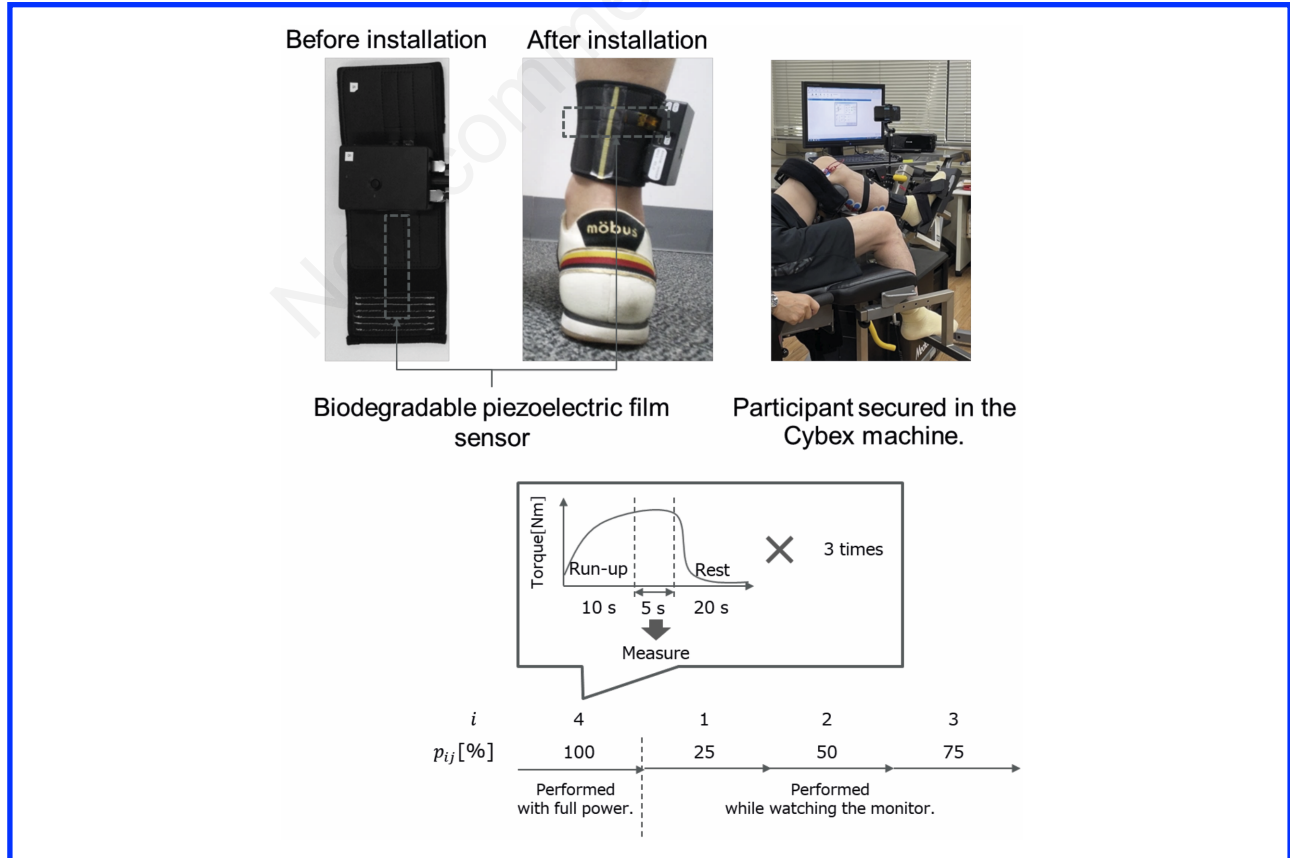 Before installation
After installation
möbus
Biodegradable piezoelectric film
sensor
Participant secured in the
Cybex machine.
Torque[Nm]
Run-up
Rest
10 s
5 s
20 s
Measure
3 times
i
4
1
2
3
p_{ij}[%]
100
25
50
75
Performed
with full power.
Performed
while watching the monitor.